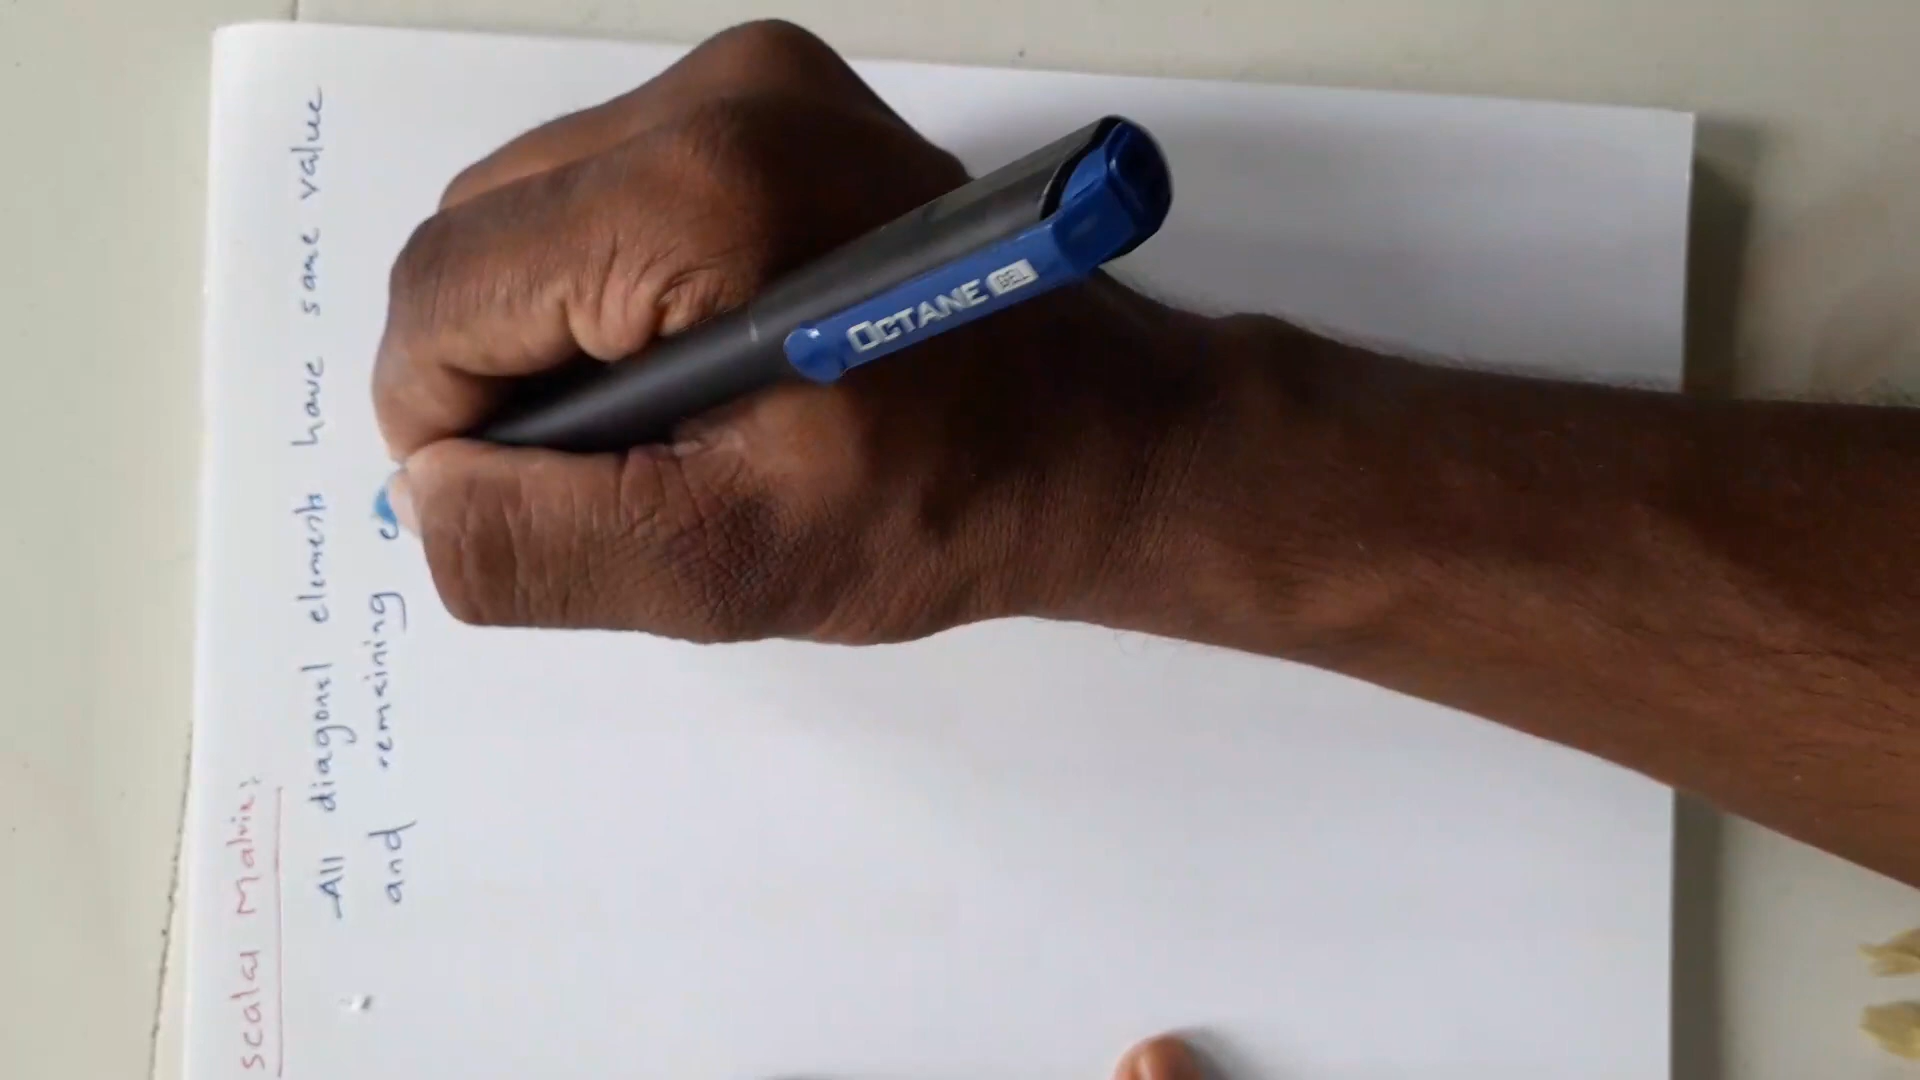 scalar Matrix:
All diagonal elements have same value
and remaining e
OCTANE GEL